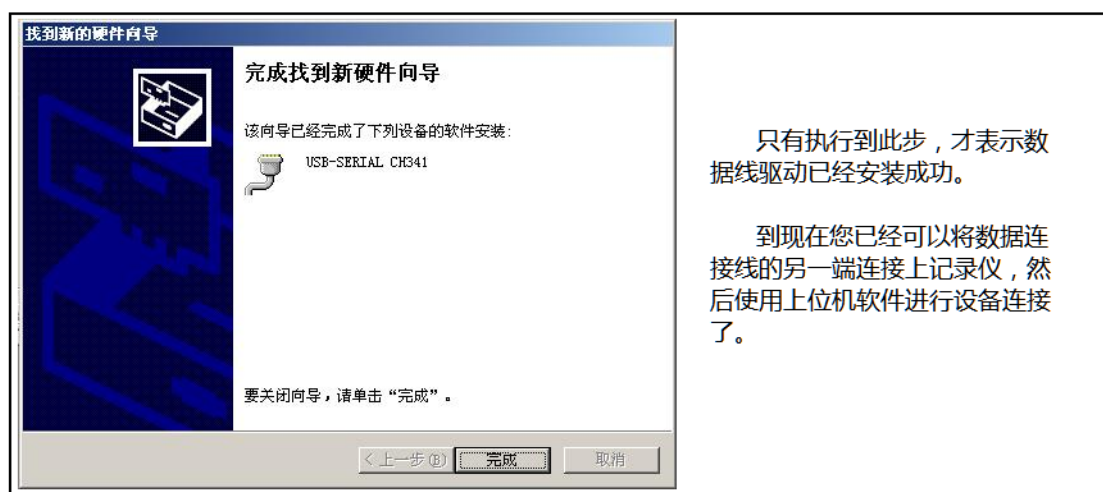 找到新的硬件向导
完成找到新硬件向导
该向导已经完成了下列设备的软件安装:
USB-SERIAL CH341
要关闭向导，请单击“完成”。
< 上一步(B)
完成
取消
只有执行到此步，才表示数
据线驱动已经安装成功。
到现在您已经可以将数据连
接线的另一端连接上记录仪，然
后使用上位机软件进行设备连接
了。